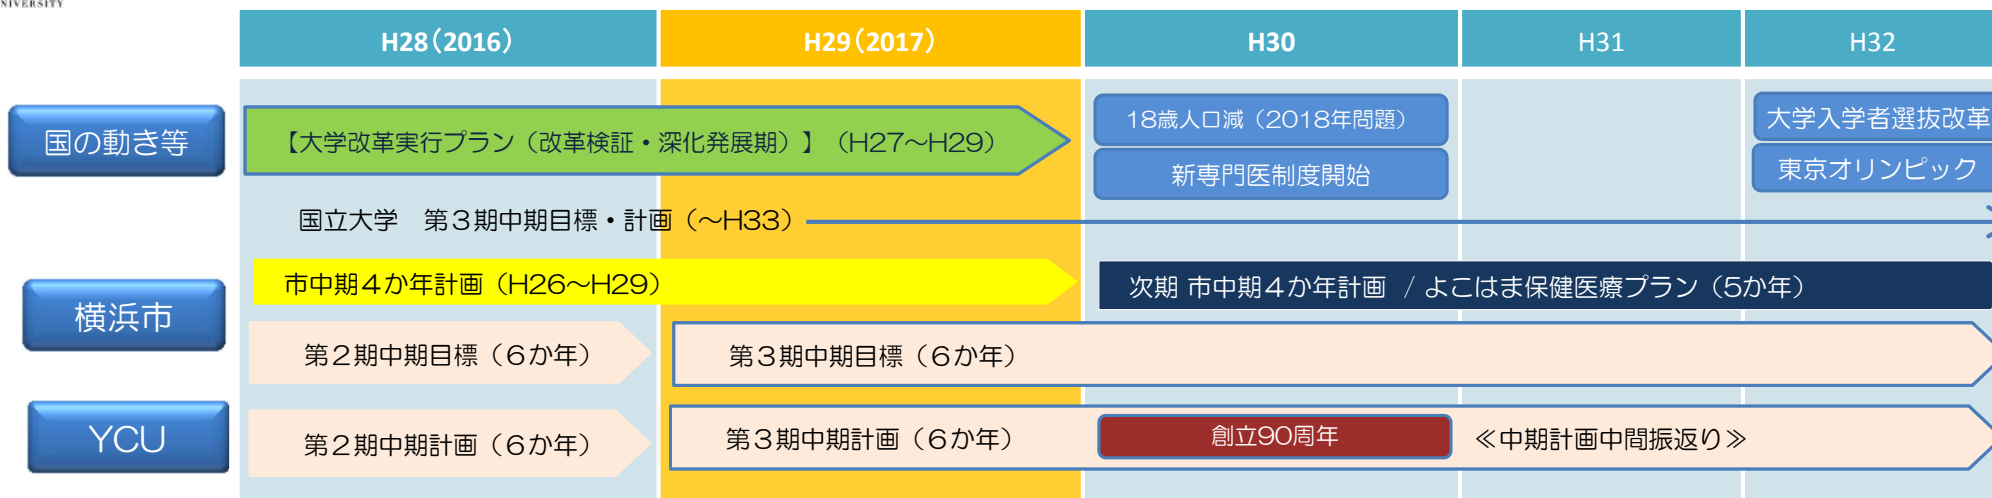 NIVERSITY
H28(2016) H29(2017) H30 H31 H32
国の動き等
【大学改革実行プラン（改革検証・深化発展期）】（H27～H29）
18歳人口減（2018年問題）
新専門医制度開始
大学入学者選抜改革
東京オリンピック
国立大学　第３期中期目標・計画（～H33）
横浜市
市中期４か年計画（H26～H29）
次期 市中期４か年計画 / よこはま保健医療プラン（5か年）
第２期中期目標（６か年）
第３期中期目標（６か年）
YCU
第２期中期計画（６か年）
第３期中期計画（６か年）
創立90周年
≪中期計画中間振返り≫